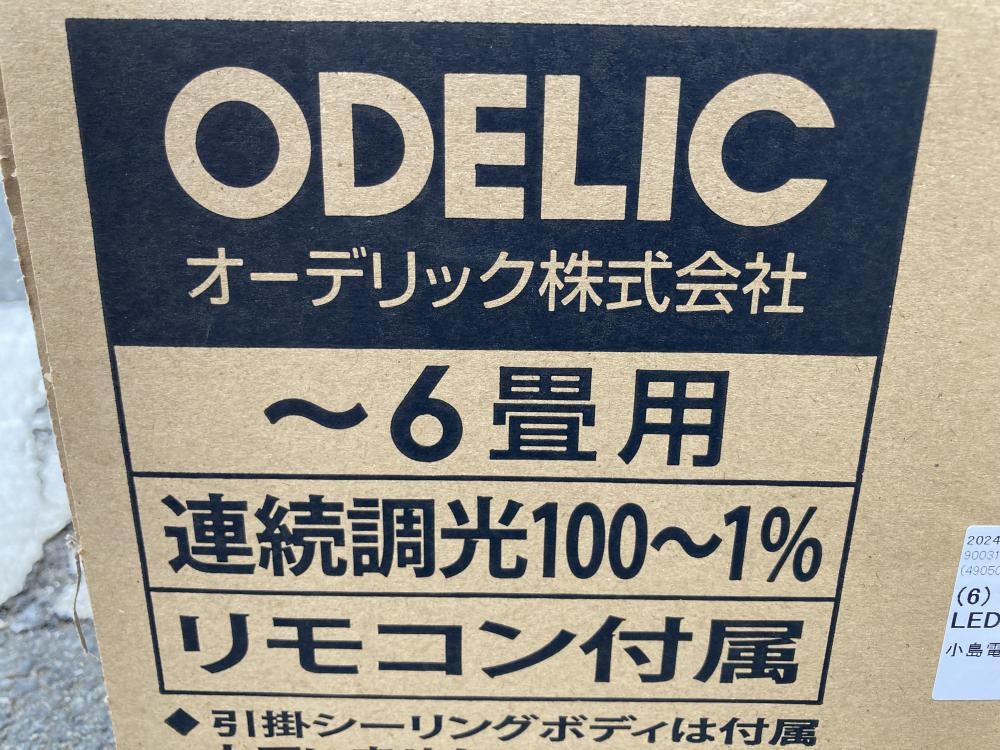 ODELIC
オーデリック株式会社
～6畳用
連続調光100～1%
リモコン付属
◆引掛シーリングボディは付属
2024
90031
(49050
(6)
LED
小島電